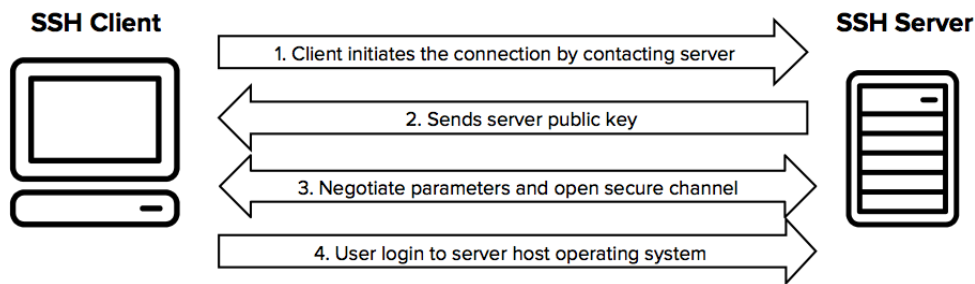 SSH Client
SSH Server
1. Client initiates the connection by contacting server
2. Sends server public key
3. Negotiate parameters and open secure channel
4. User login to server host operating system